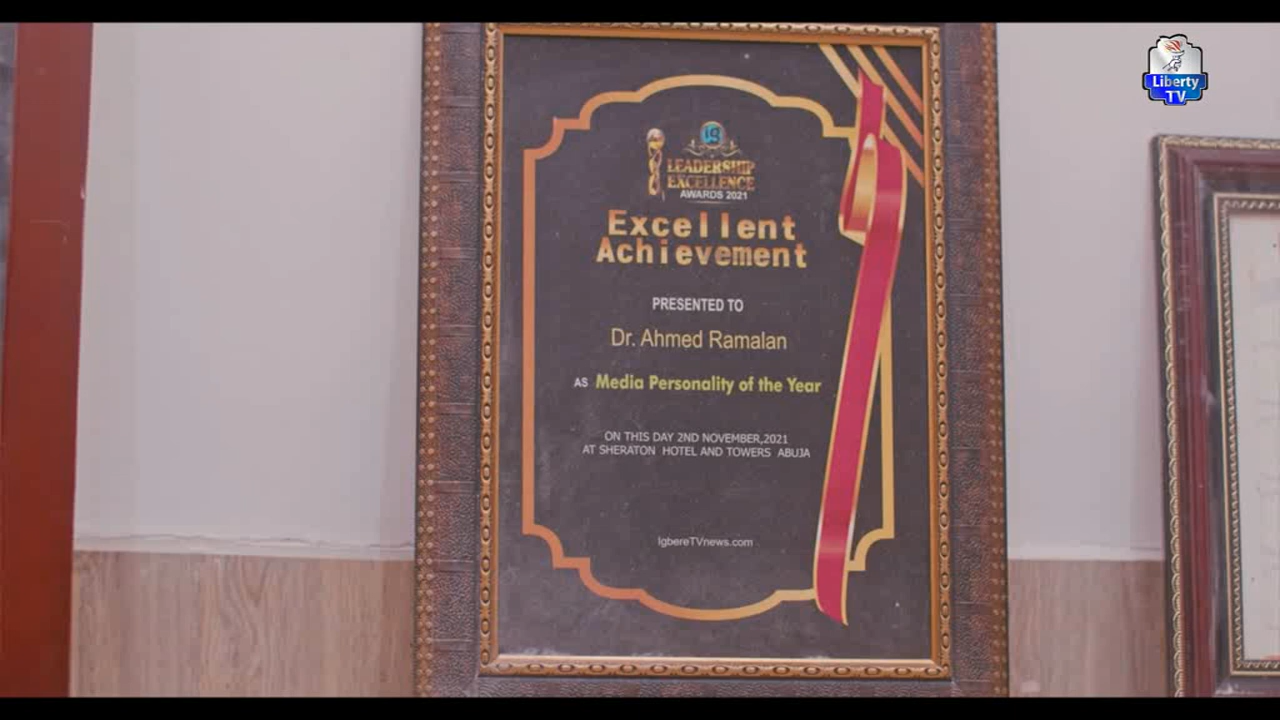 Liberty
TV
LEADERSHIP
EXCELLENCE
AWARDS 2021
Excellent
Achievement
PRESENTED TO
Dr. Ahmed Ramalan
AS Media Personality of the Year
ON THIS DAY 2ND NOVEMBER,2021
AT SHERATON HOTEL AND TOWERS ABUJA
IgbereTVnews.com